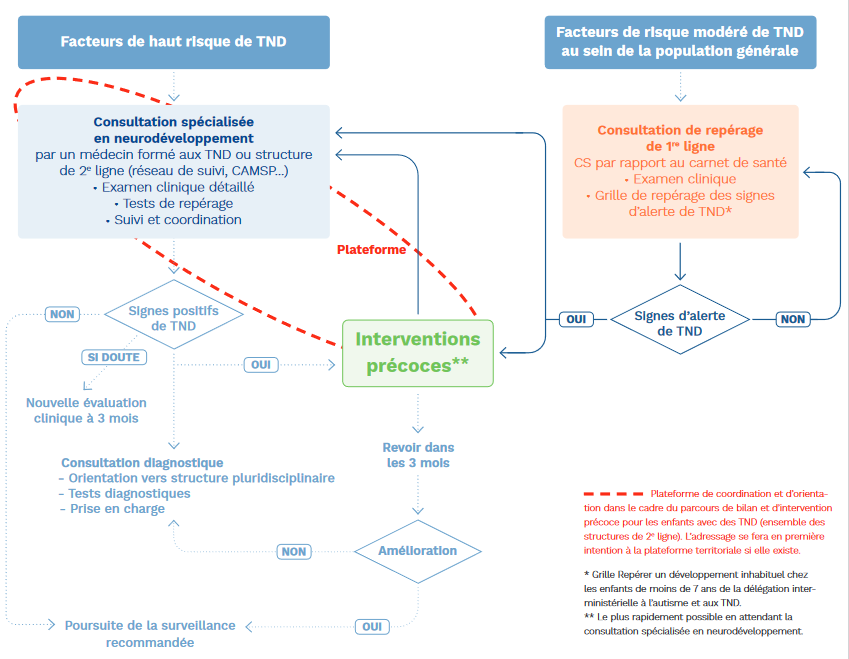 Facteurs de haut risque de TND
Facteurs de risque modéré de TND
au sein de la population générale
Consultation spécialisée
en neurodéveloppement
par un médecin formé aux TND ou structure
de 2e ligne (réseau de suivi, CAMSP...)
• Examen clinique détaillé
• Tests de repérage
• Suivi et coordination
Consultation de repérage
de 1re ligne
CS par rapport au carnet de santé
• Examen clinique
• Grille de repérage des signes
d'alerte de TND*
Plateforme
Signes positifs
de TND
NON
SI DOUTE
OUI
Interventions
précoces**
OUI
Signes d'alerte
de TND
NON
Nouvelle évaluation
clinique à 3 mois
Consultation diagnostique
– Orientation vers structure pluridisciplinaire
– Tests diagnostiques
– Prise en charge
Revoir dans
les 3 mois
NON
Amélioration
OUI
Poursuite de la surveillance
recommandée
Plateforme de coordination et d'orienta-
tion dans le cadre du parcours de bilan et d'intervention
précoce pour les enfants avec des TND (ensemble des
structures de 2e ligne). L'adressage se fera en première
intention à la plateforme territoriale si elle existe.
* Grille Repérer un développement inhabituel chez
les enfants de moins de 7 ans de la délégation inter-
ministérielle à l'autisme et aux TND.
** Le plus rapidement possible en attendant la
consultation spécialisée en neurodéveloppement.